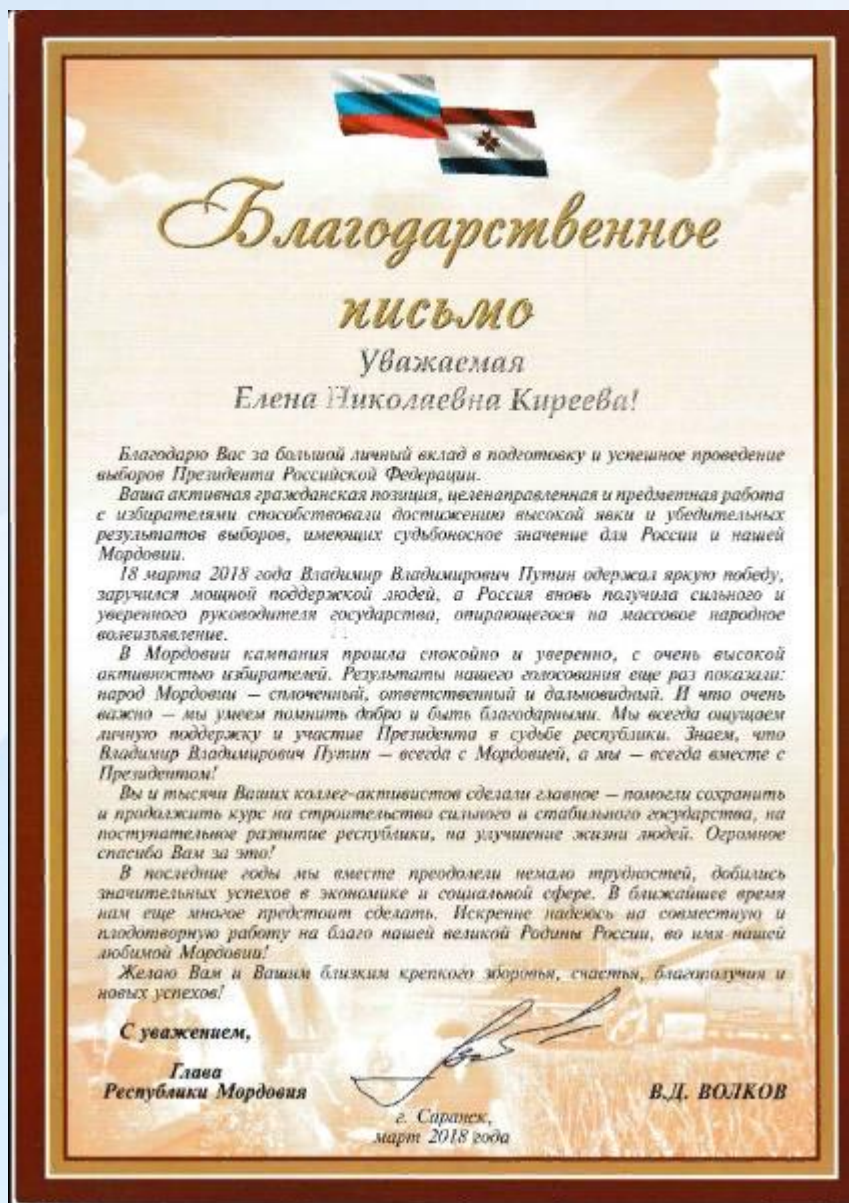 Благодарственное
письмо
Уважаемая
Елена Николаевна Киреева!
Благодарю Вас за большой личный вклад в подготовку и успешное проведение
выборов Президента Российской Федерации.
Ваша активная гражданская позиция, целенаправленная и предметная работа
с избирателями способствовали достижению высокой явки и убедительных
результатов выборов, имеющих судьбоносное значение для России и нашей
Мордовии.
18 марта 2018 года Владимир Владимирович Путин одержал яркую победу,
заручился мощной поддержкой людей, а Россия вновь получила сильного и
уверенного руководителя государства, опирающегося на массовое народное
волеизъявление.
В Мордовии кампания прошла спокойно и уверенно, с очень высокой
активностью избирателей. Результаты нашего голосования еще раз показали:
народ Мордовии – сплоченный, ответственный и дальновидный. И что очень
важно – мы умеем помнить добро и быть благодарными. Мы всегда ощущаем
личную поддержку и участие Президента в судьбе республики. Знаем, что
Владимир Владимирович Путин – всегда с Мордовией, а мы – всегда вместе с
Президентом!
Вы и тысячи Ваших коллег-активистов сделали главное – помогли сохранить
и продолжить курс на строительство сильного и стабильного государства, на
поступательное развитие республики, на улучшение жизни людей. Огромное
спасибо Вам за это!
В последние годы мы вместе преодолели немало трудностей, добились
значительных успехов в экономике и социальной сфере. В ближайшее время
нам еще многое предстоит сделать. Искренне надеюсь на совместную и
плодотворную работу на благо нашей великой Родины России, во имя нашей
любимой Мордовии!
Желаю Вам и Вашим близким крепкого здоровья, счастья, благополучия и
новых успехов!
С уважением,
Глава
Республики Мордовия
В.Д. ВОЛКОВ
г. Саранск,
март 2018 года